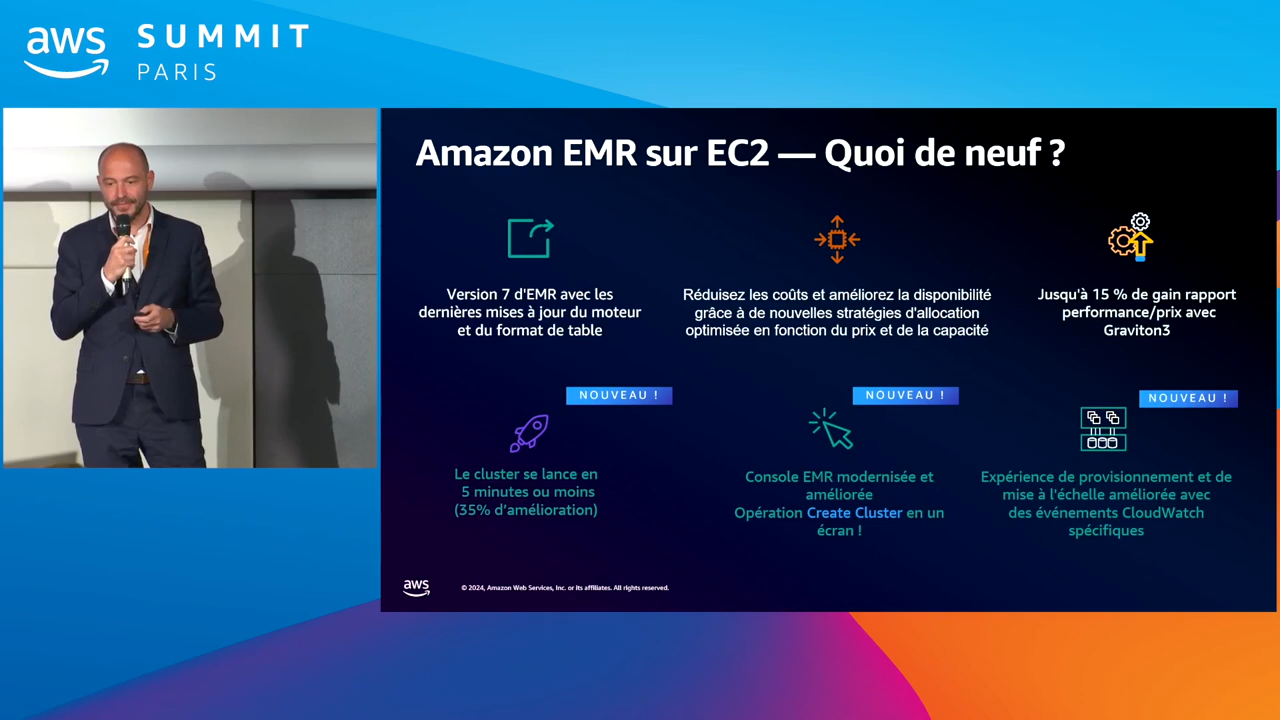 aws SUMMIT
PARIS
Amazon EMR sur EC2 — Quoi de neuf ?
Version 7 d'EMR avec les
dernières mises à jour du moteur
et du format de table
Réduisez les coûts et améliorez la disponibilité
grâce à de nouvelles stratégies d'allocation
optimisée en fonction du prix et de la capacité
Jusqu'à 15 % de gain rapport
performance/prix avec
Graviton3
NOUVEAU !
Le cluster se lance en
5 minutes ou moins
(35% d’amélioration)
NOUVEAU !
Console EMR modernisée et
améliorée
Opération Create Cluster en un
écran !
NOUVEAU !
Expérience de provisionnement et de
mise à l'échelle améliorée avec
des événements CloudWatch
spécifiques
aws
© 2024, Amazon Web Services, Inc. or its affiliates. All rights reserved.